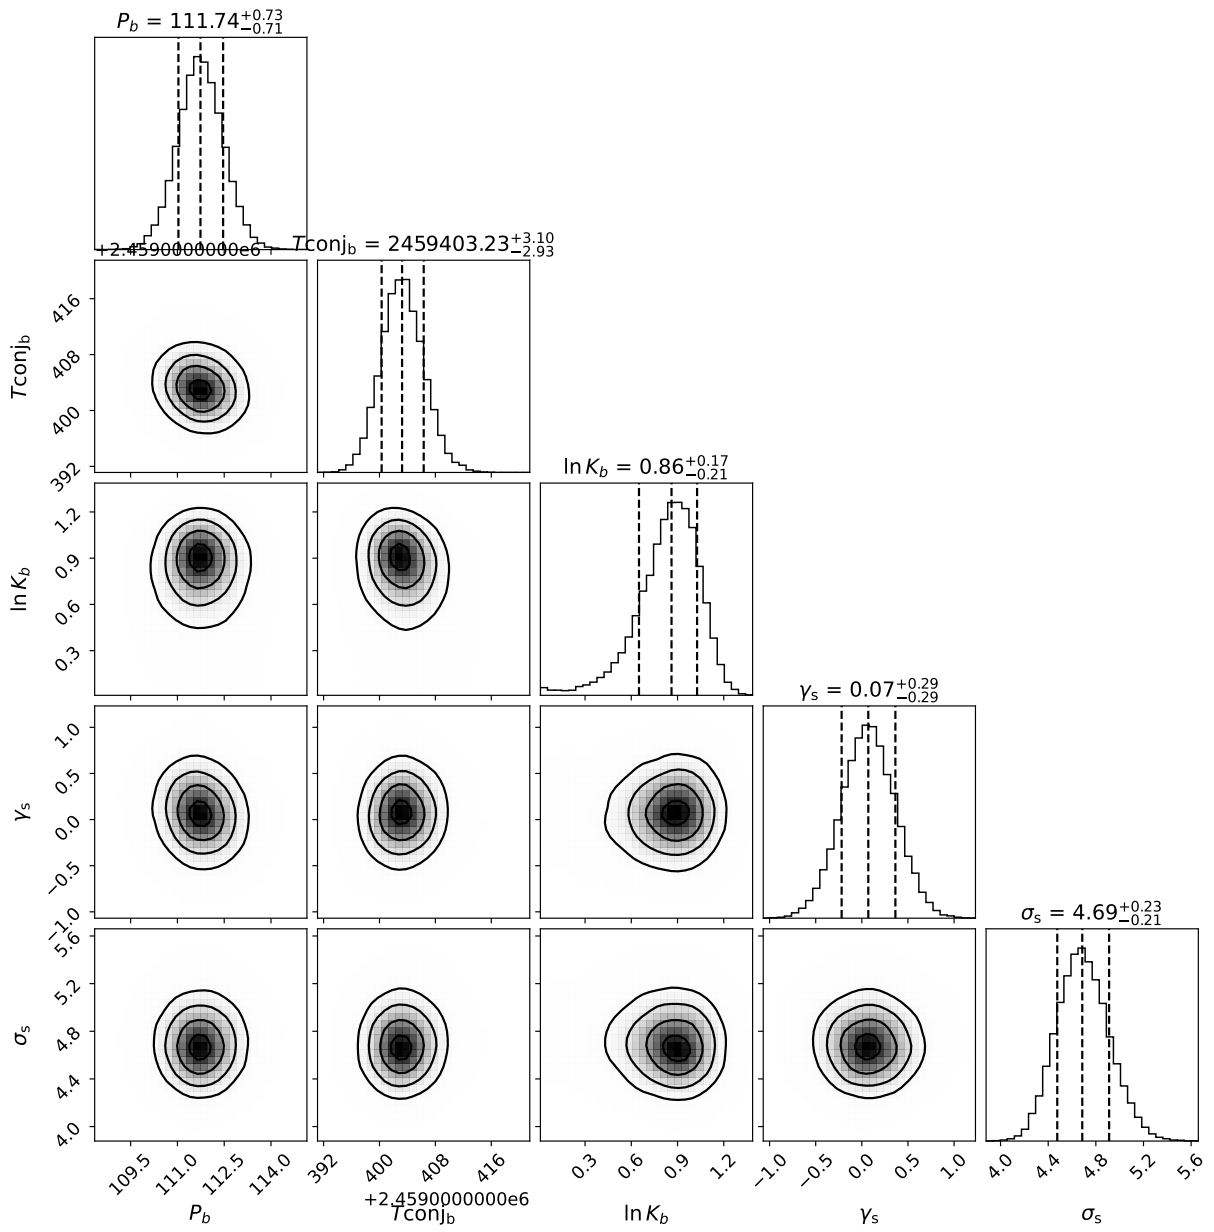 P_b = 111.74 +0.73 −0.71
+2.4590000000e6
Tconj_b = 2459403.23 +3.10 −2.93
416
408
400
392
Tconj_b
ln K_b = 0.86 +0.17 −0.21
1.2
0.9
0.6
0.3
ln K_b
γ_s = 0.07 +0.29 −0.29
1.0
0.5
0.0
−0.5
−1.0
γ_s
σ_s = 4.69 +0.23 −0.21
5.6
5.2
4.8
4.4
4.0
σ_s
109.5 111.0 112.5 114.0
392 400 408 416
0.3 0.6 0.9 1.2
−1.0 −0.5 0.0 0.5 1.0
4.0 4.4 4.8 5.2 5.6
+2.4590000000e6
P_b Tconj_b ln K_b γ_s σ_s